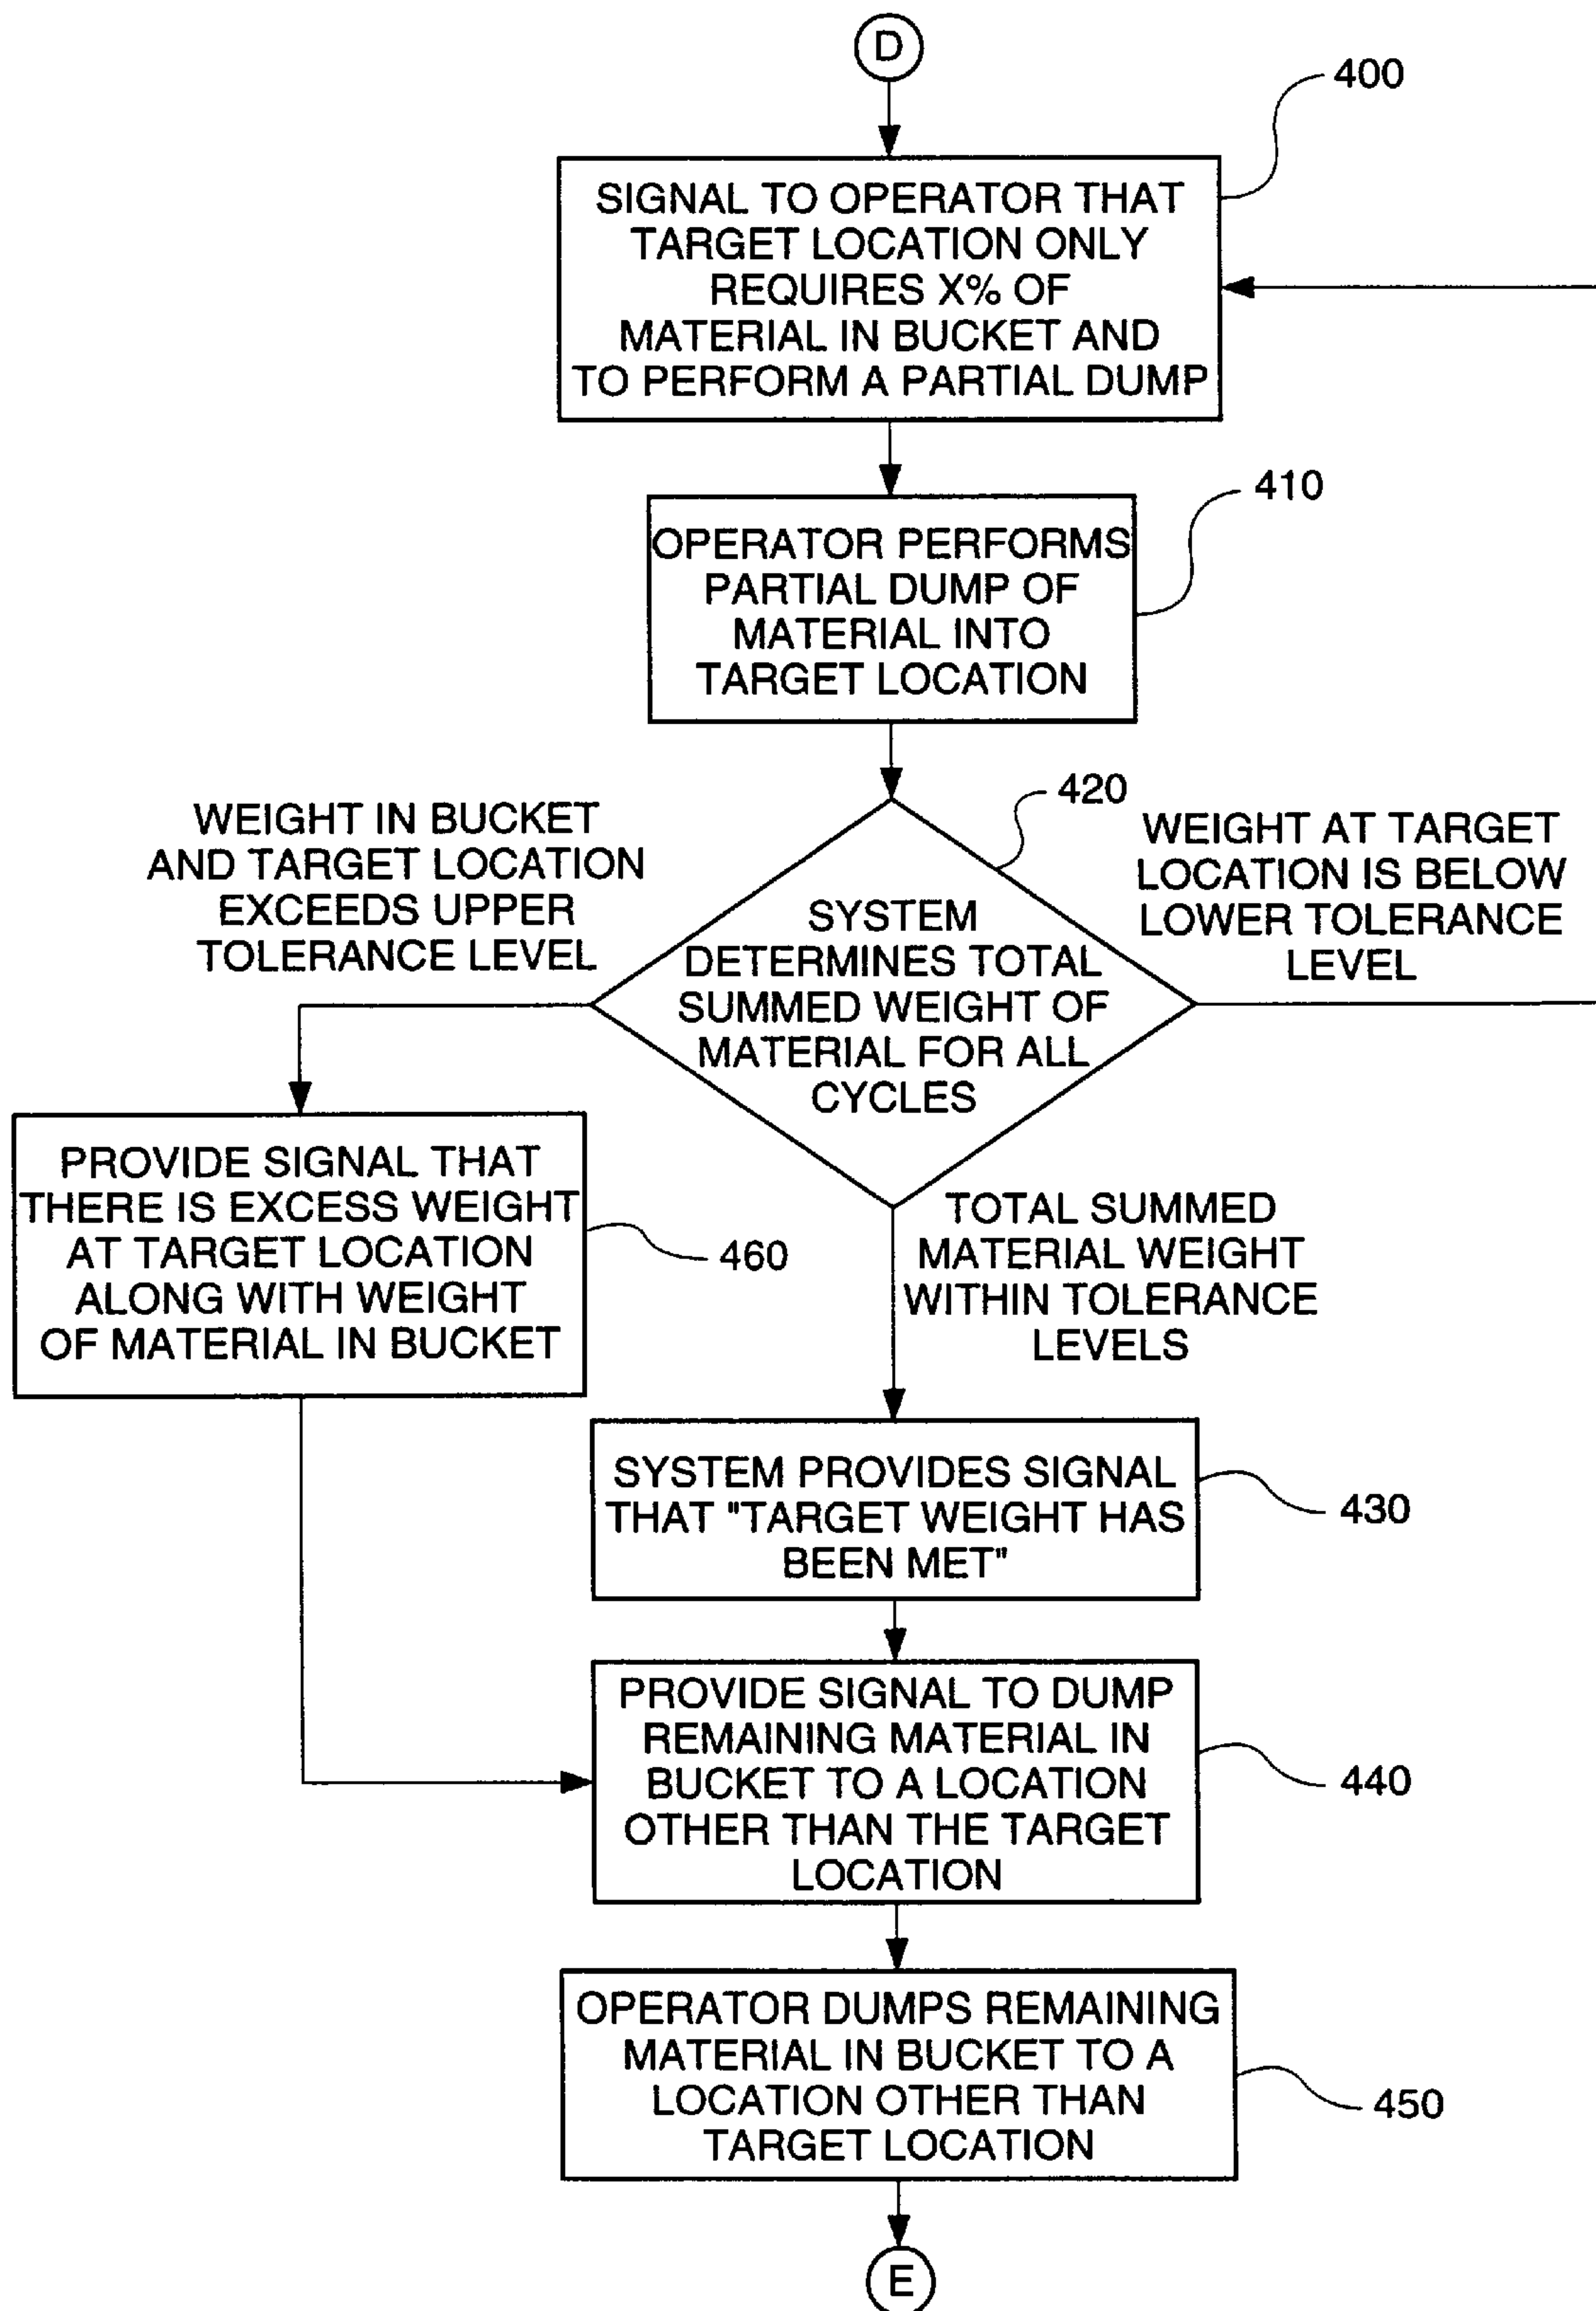 D
400
SIGNAL TO OPERATOR THAT
TARGET LOCATION ONLY
REQUIRES X% OF
MATERIAL IN BUCKET AND
TO PERFORM A PARTIAL DUMP
410
OPERATOR PERFORMS
PARTIAL DUMP OF
MATERIAL INTO
TARGET LOCATION
420
WEIGHT IN BUCKET
AND TARGET LOCATION
EXCEEDS UPPER
TOLERANCE LEVEL
SYSTEM
DETERMINES TOTAL
SUMMED WEIGHT OF
MATERIAL FOR ALL
CYCLES
WEIGHT AT TARGET
LOCATION IS BELOW
LOWER TOLERANCE
LEVEL
PROVIDE SIGNAL THAT
THERE IS EXCESS WEIGHT
AT TARGET LOCATION
ALONG WITH WEIGHT
OF MATERIAL IN BUCKET
460
TOTAL SUMMED
MATERIAL WEIGHT
WITHIN TOLERANCE
LEVELS
SYSTEM PROVIDES SIGNAL
THAT "TARGET WEIGHT HAS
BEEN MET"
430
PROVIDE SIGNAL TO DUMP
REMAINING MATERIAL IN
BUCKET TO A LOCATION
OTHER THAN THE TARGET
LOCATION
440
OPERATOR DUMPS REMAINING
MATERIAL IN BUCKET TO A
LOCATION OTHER THAN
TARGET LOCATION
450
E